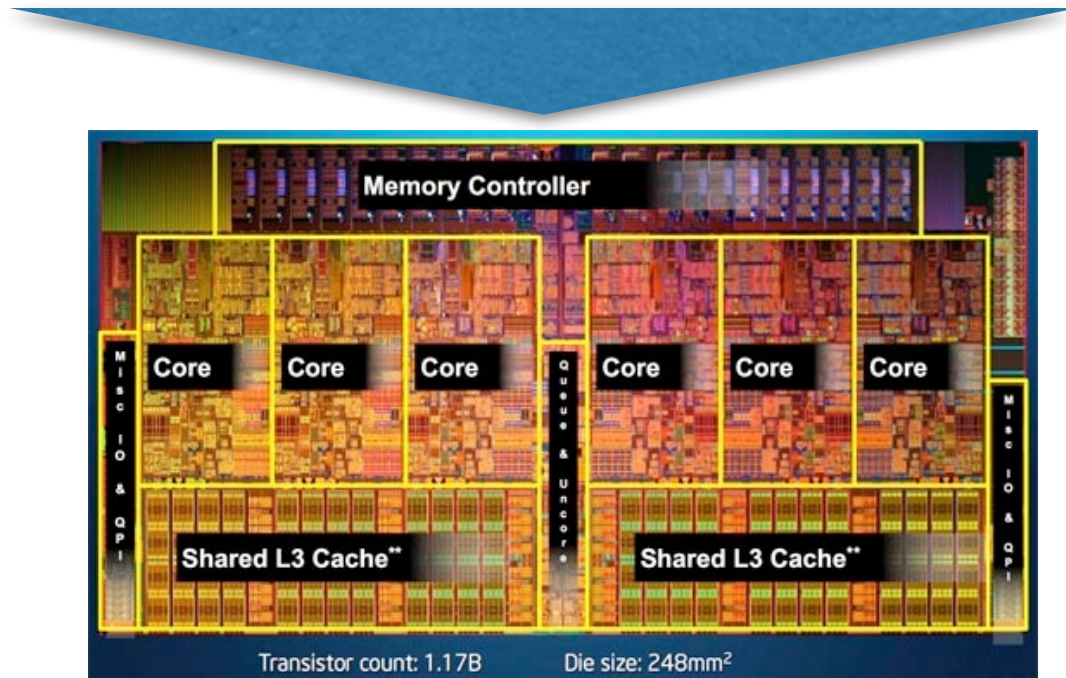 Memory Controller
Core
Core
Core
Core
Core
Core
Misc IO & QPI
Queue & Uncore
Misc IO & QPI
Shared L3 Cache**
Shared L3 Cache**
Transistor count: 1.17B
Die size: 248mm²